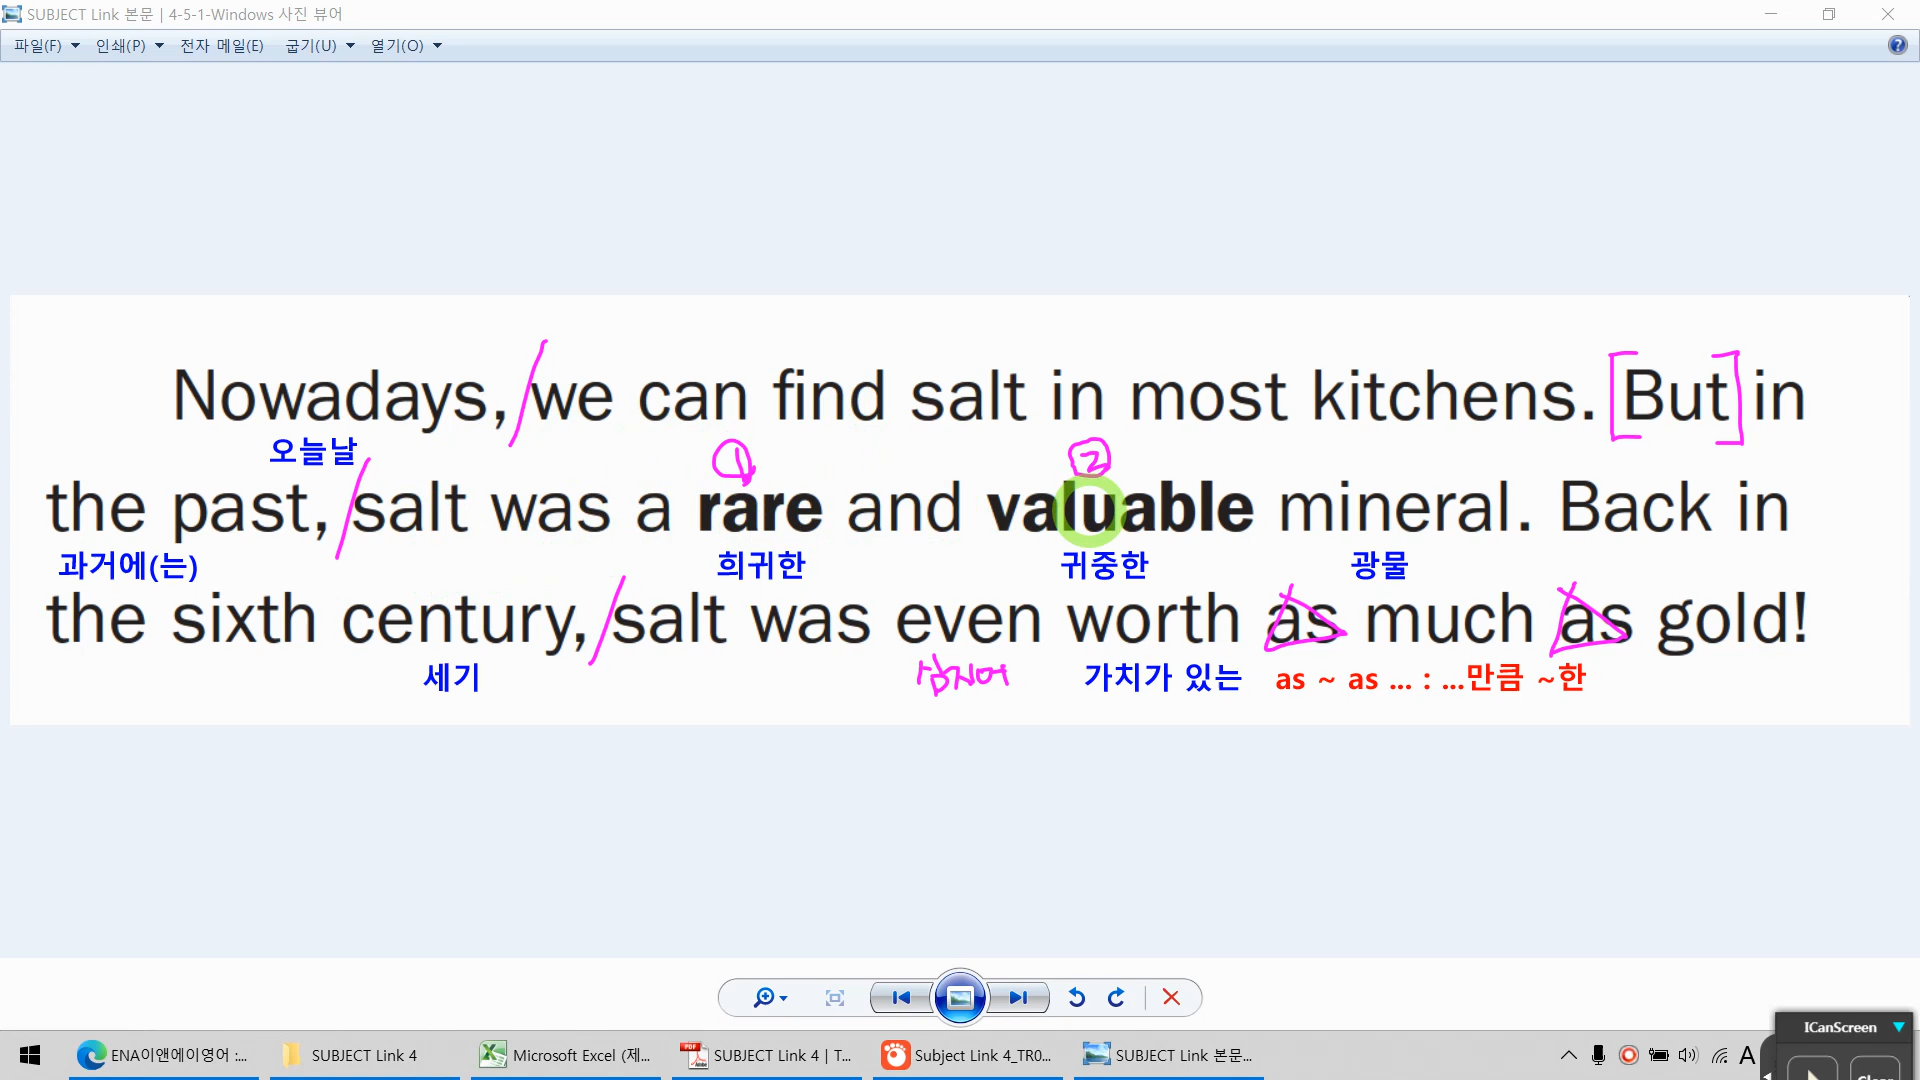 SUBJECT Link 본문 | 4-5-1-Windows 사진 뷰어
파일(F) 인쇄(P) 전자 메일(E) 굽기(U) 열기(O)
Nowadays, we can find salt in most kitchens. [But] in
오늘날 1 2
the past, salt was a rare and valuable mineral. Back in
과거에(는) 희귀한 귀중한 광물
the sixth century, salt was even worth as much as gold!
세기 심지어 가치가 있는 as ~ as ... : ...만큼 ~한
ICanScreen
ENA이앤에이영어 :... SUBJECT Link 4 Microsoft Excel (제... SUBJECT Link 4 | T... Subject Link 4_TR0... SUBJECT Link 본문... A